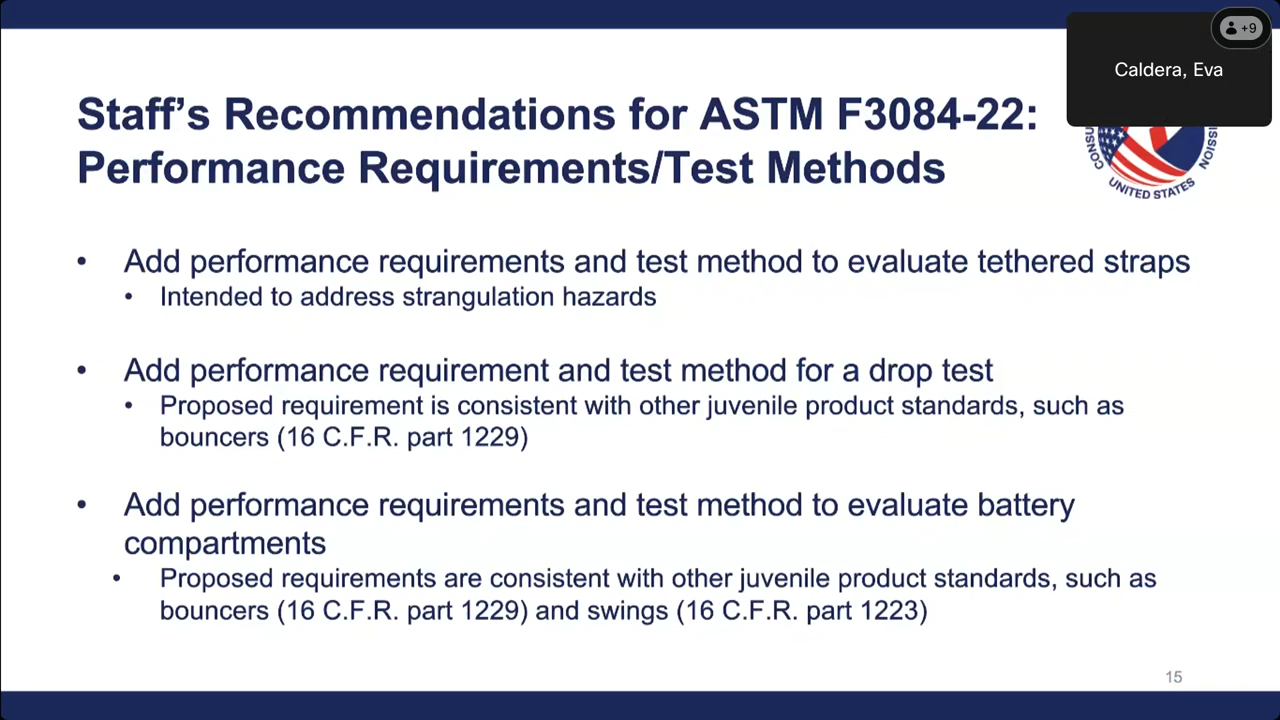 +9
Caldera, Eva
Staff's Recommendations for ASTM F3084-22:
Performance Requirements/Test Methods
UNITED STATES
• Add performance requirements and test method to evaluate tethered straps
• Intended to address strangulation hazards
• Add performance requirement and test method for a drop test
• Proposed requirement is consistent with other juvenile product standards, such as
bouncers (16 C.F.R. part 1229)
• Add performance requirements and test method to evaluate battery
compartments
• Proposed requirements are consistent with other juvenile product standards, such as
bouncers (16 C.F.R. part 1229) and swings (16 C.F.R. part 1223)
15